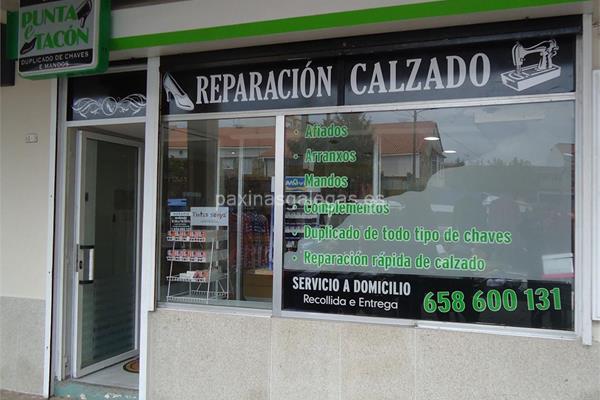 PUNTA
e
TACÓN
DUPLICADO DE CHAVES
E MANDOS
REPARACIÓN CALZADO
Afiados
Arranxos
Mandos
Complementos
Duplicado de todo tipo de chaves
Reparación rápida de calzado
SERVICIO A DOMICILIO
Recollida e Entrega
658 600 131
paxinasgalegas.es